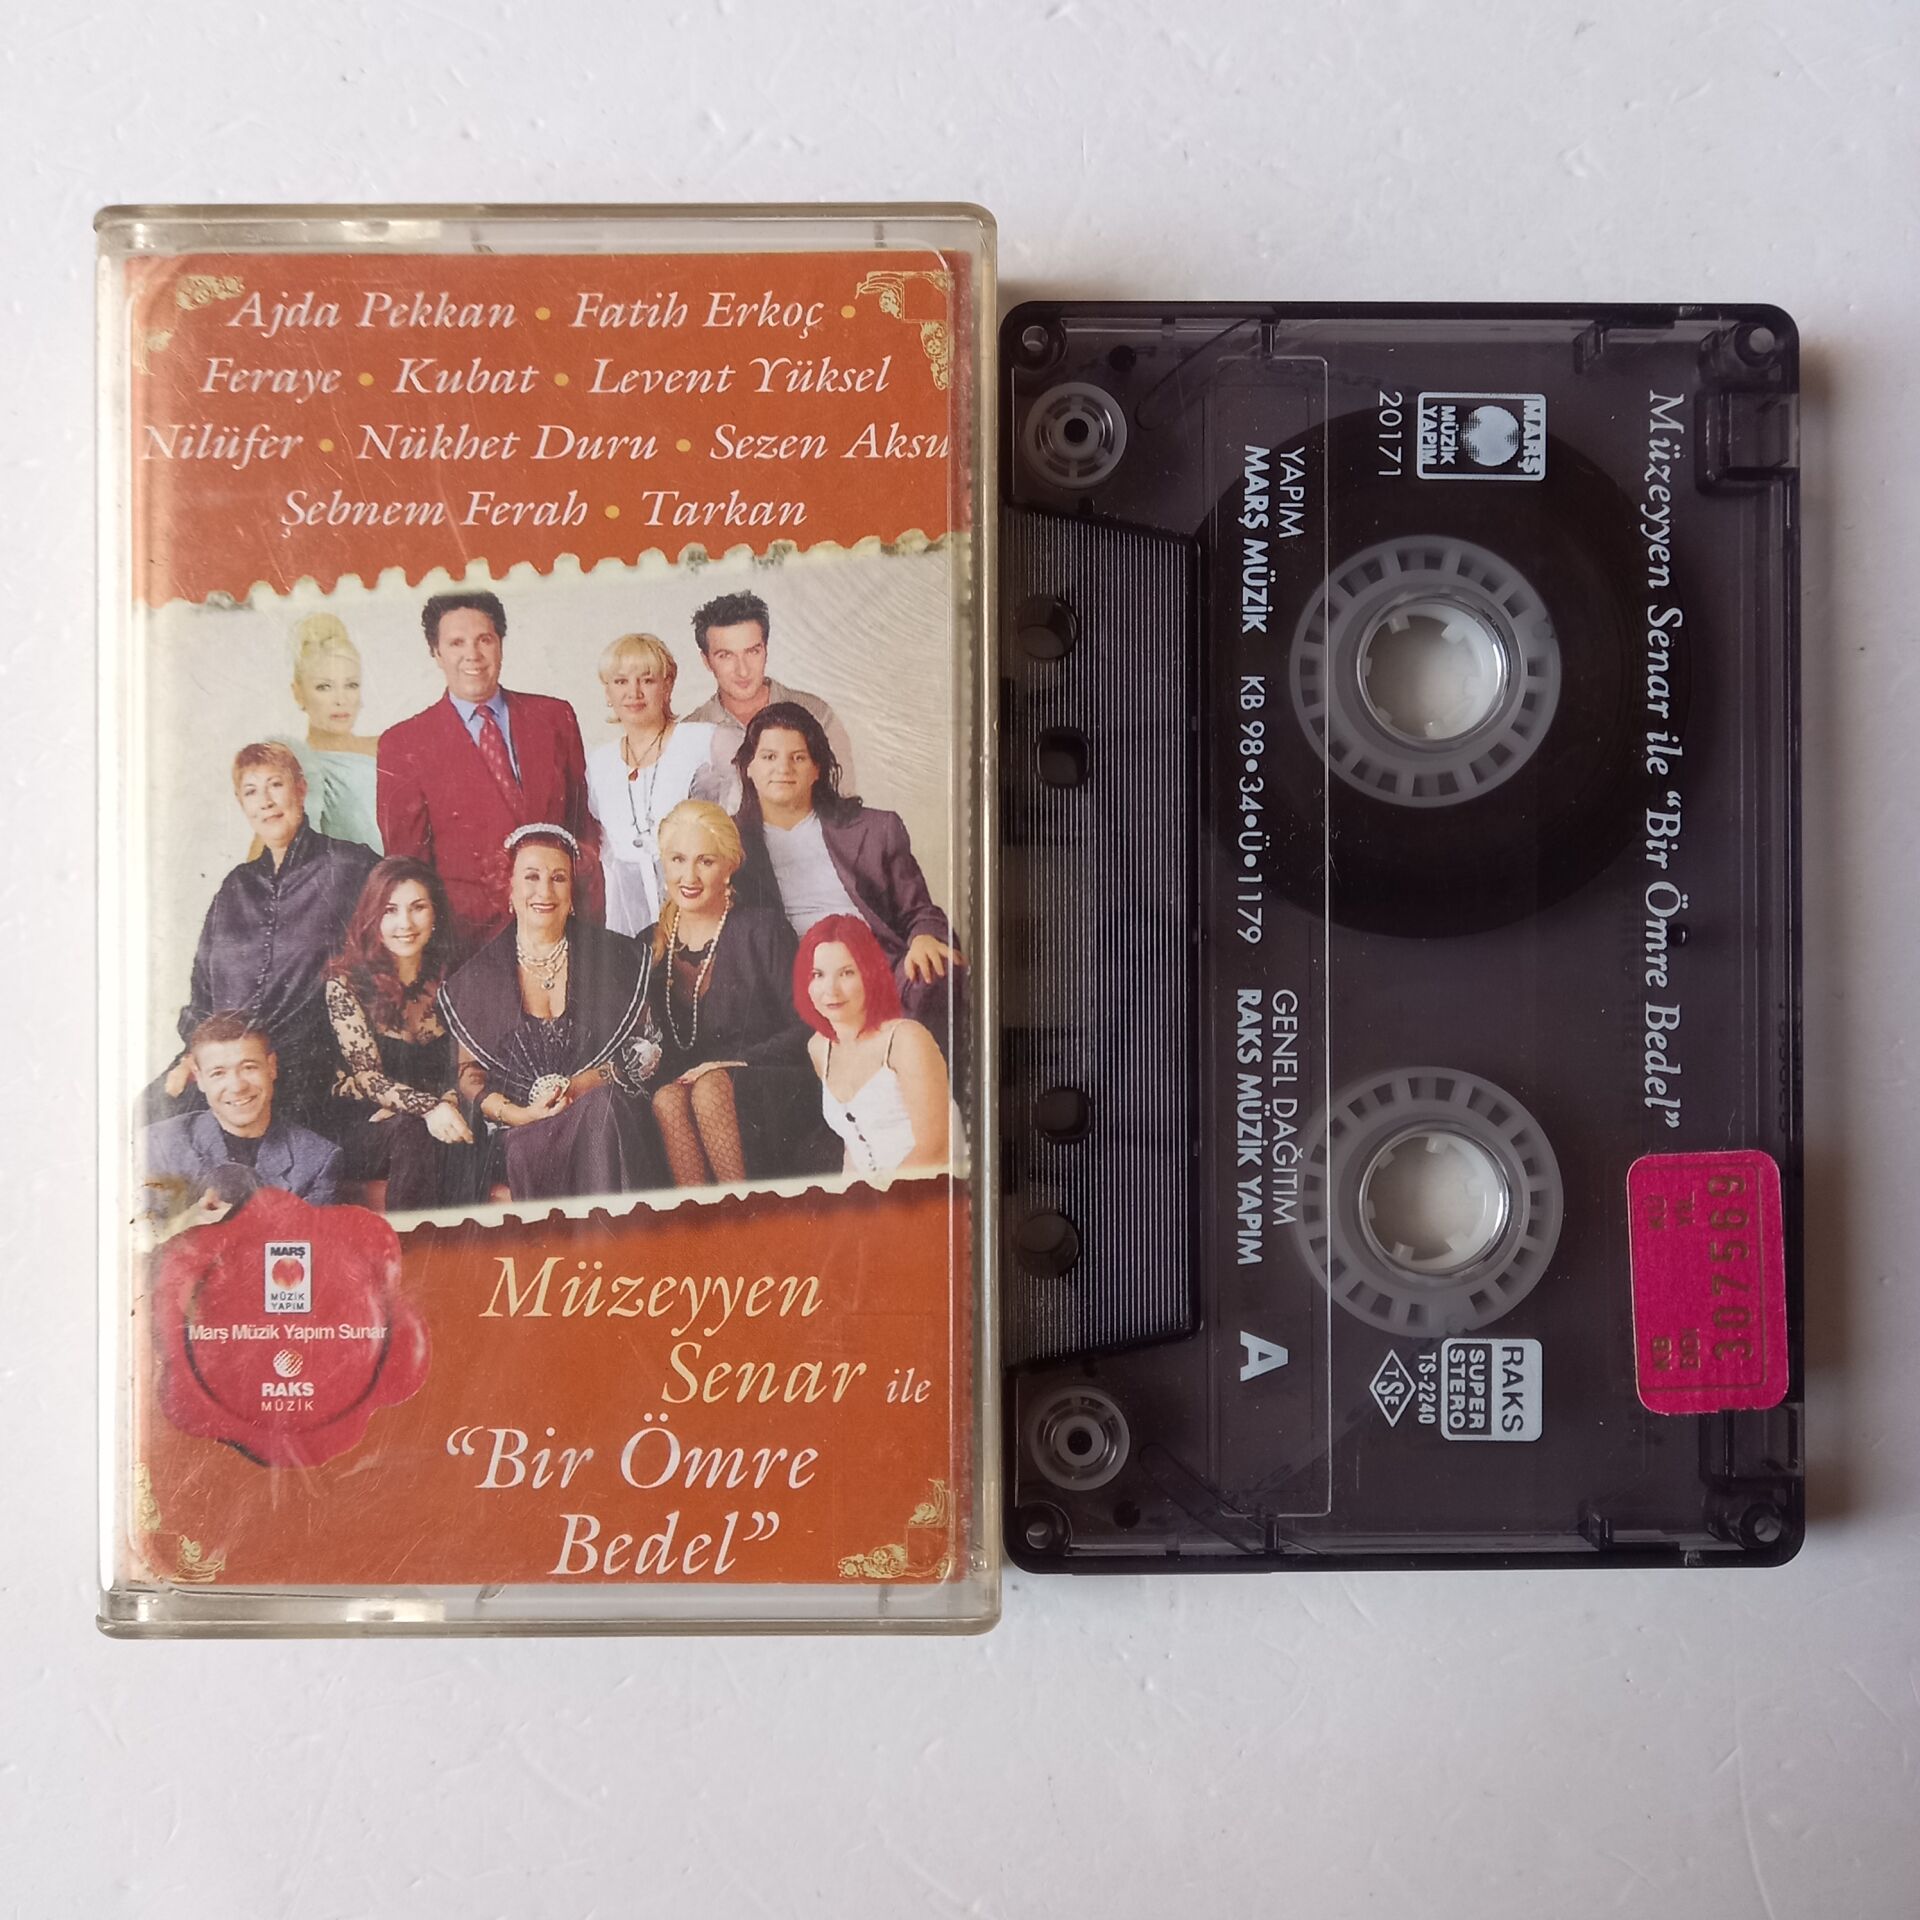 Ajda Pekkan • Fatih Erkoç •
Feraye • Kubat • Levent Yüksel
Nilüfer • Nükhet Duru • Sezen Aksu
Şebnem Ferah • Tarkan
MARŞ
MÜZİK
YAPIM
Marş Müzik Yapım Sunar
RAKS
MÜZİK
Müzeyyen
Senar ile
“Bir Ömre
Bedel”
Müzeyyen Senar ile “Bir Ömre Bedel”
MARŞ
MÜZİK
YAPIM
20171
YAPIM
MARŞ MÜZİK KB 98•34•Ü•1179
GENEL DAĞITIM
RAKS MÜZİK YAPIM
A
RAKS
SUPER
STEREO
TS-2240
TSE
307599